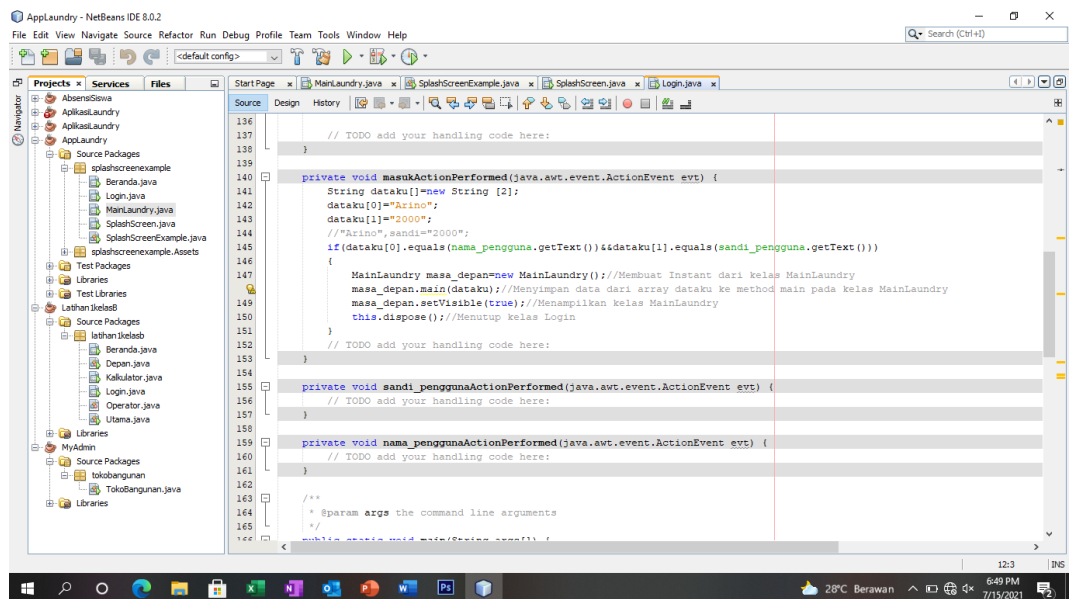 AppLaundry - NetBeans IDE 8.0.2
File Edit View Navigate Source Refactor Run Debug Profile Team Tools Window Help
Search (Ctrl+I)
<default config>
Projects Services Files
Start Page MainLaundry.java SplashScreenExample.java SplashScreen.java Login.java
Navigator
Source Design History
AbsensiSiswa
AplikasiLaundry
AplikasiLaundry
AppLaundry
Source Packages
splashscreenexample
Beranda.java
Login.java
MainLaundry.java
SplashScreen.java
SplashScreenExample.java
splashscreenexample.Assets
Test Packages
Libraries
Test Libraries
Latihan1kelasB
Source Packages
latihan1kelasb
Beranda.java
Depan.java
Kalkulator.java
Login.java
Operator.java
Utama.java
Libraries
MyAdmin
Source Packages
tokobangunan
TokoBangunan.java
Libraries
136
137 // TODO add your handling code here:
138 }
139
140 private void masukActionPerformed(java.awt.event.ActionEvent evt) {
141 String dataku[]=new String [2];
142 dataku[0]="Arino";
143 dataku[1]="2000";
144 //"Arino",sandi="2000";
145 if(dataku[0].equals(nama_pengguna.getText())&&dataku[1].equals(sandi_pengguna.getText()))
146 {
147 MainLaundry masa_depan=new MainLaundry();//Membuat Instant dari kelas MainLaundry
masa_depan.main(dataku);//Menyimpan data dari array dataku ke method main pada kelas MainLaundry
149 masa_depan.setVisible(true);//Menampilkan kelas MainLaundry
150 this.dispose();//Menutup kelas Login
151 }
152 // TODO add your handling code here:
153 }
154
155 private void sandi_penggunaActionPerformed(java.awt.event.ActionEvent evt) {
156 // TODO add your handling code here:
157 }
158
159 private void nama_penggunaActionPerformed(java.awt.event.ActionEvent evt) {
160 // TODO add your handling code here:
161 }
162
163 /**
164 * @param args the command line arguments
165 */
166 public static void main(String args[]) {
12:3 INS
28°C Berawan
6:49 PM
7/15/2021